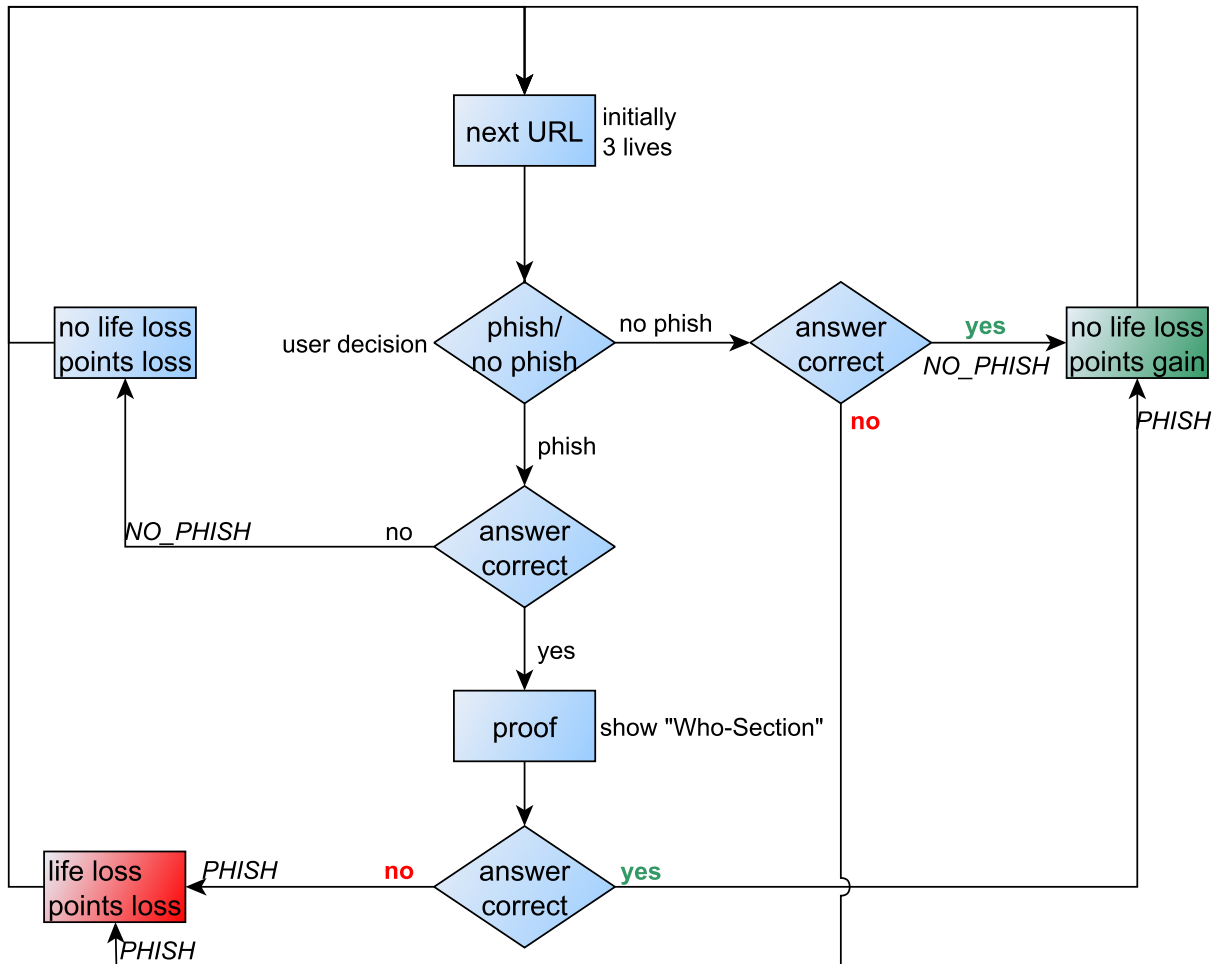 next URL
initially
3 lives
no life loss
points loss
user decision
phish/
no phish
no phish
answer
correct
yes
NO_PHISH
no life loss
points gain
no
PHISH
phish
NO_PHISH
no
answer
correct
yes
proof
show "Who-Section"
life loss
points loss
PHISH
no
answer
correct
yes
PHISH